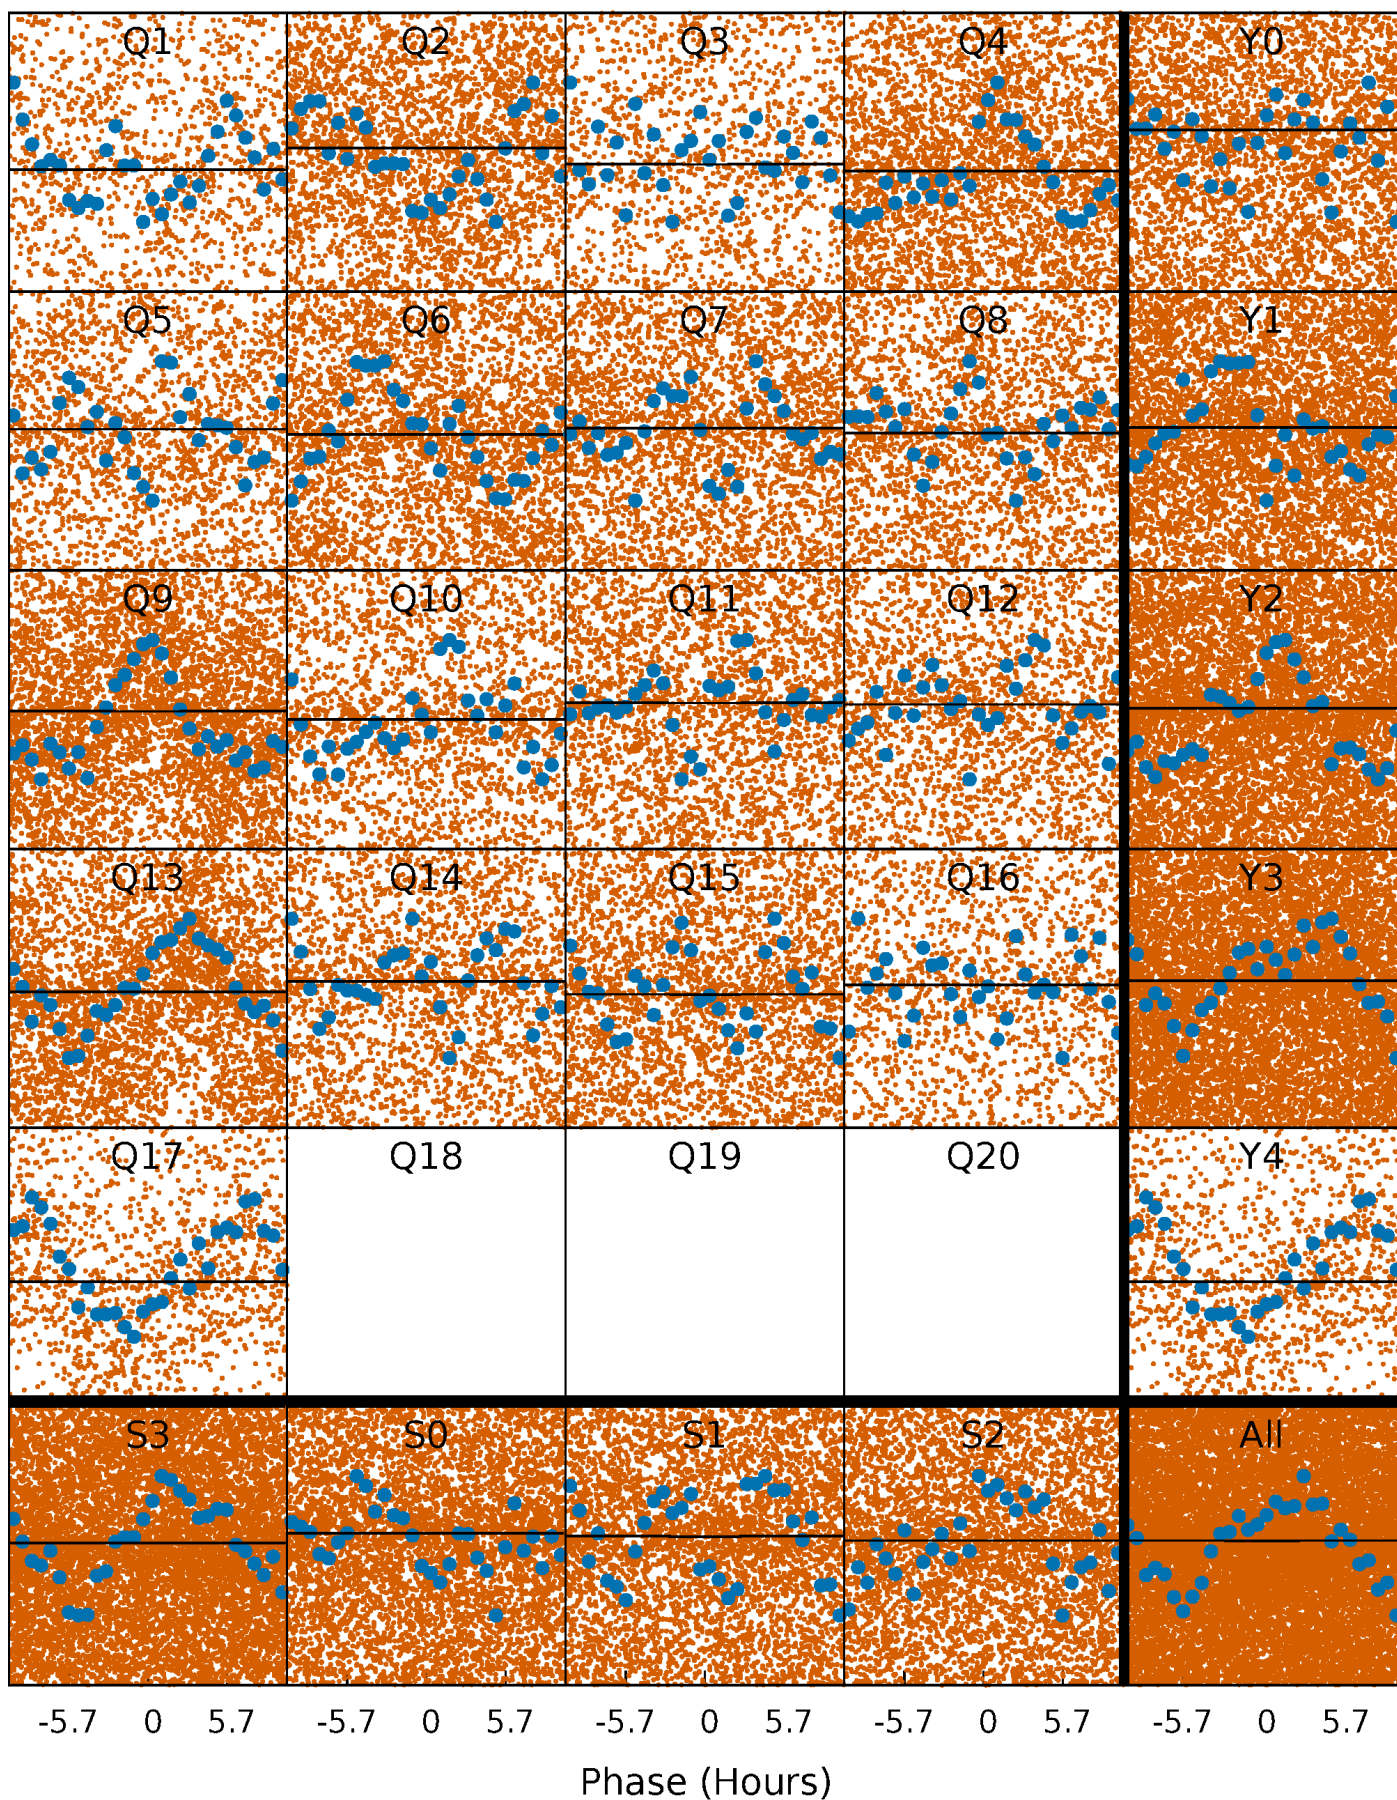 Q1 Q2 Q3 Q4 Y0
Q5 Q6 Q7 Q8 Y1
Q9 Q10 Q11 Q12 Y2
Q13 Q14 Q15 Q16 Y3
Q17 Q18 Q19 Q20 Y4
S3 S0 S1 S2 All
-5.7 0 5.7 -5.7 0 5.7 -5.7 0 5.7 -5.7 0 5.7 -5.7 0 5.7
Phase (Hours)